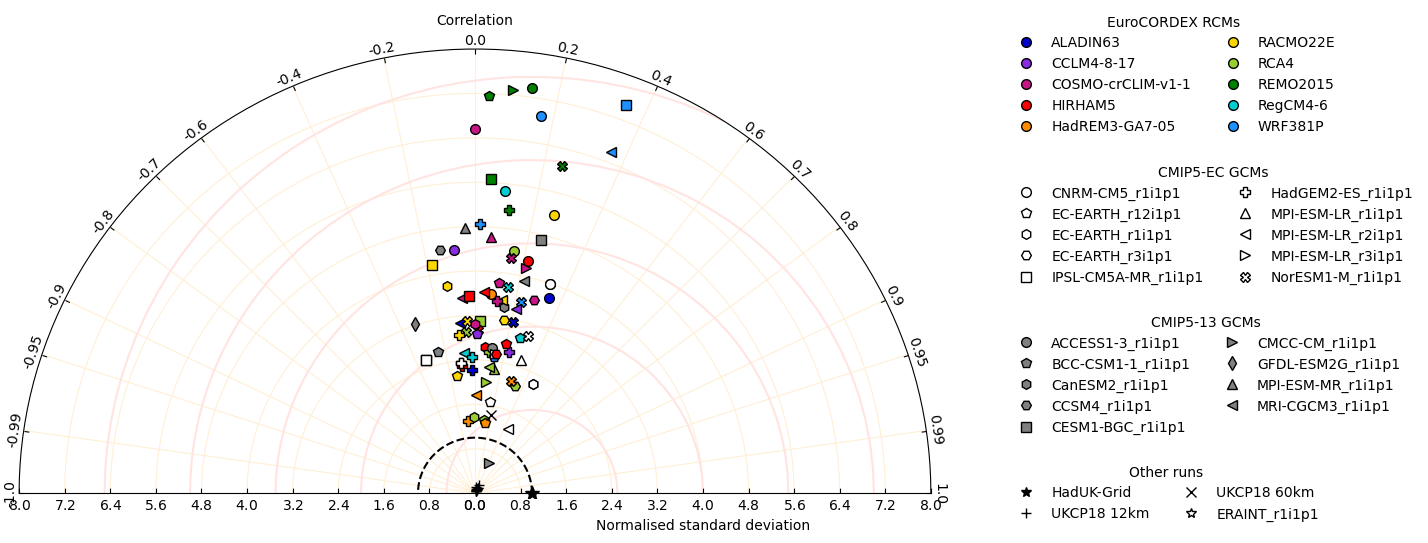 Correlation
0.0
-0.2
0.2
-0.4
0.4
-0.6
0.6
-0.7
0.7
-0.8
0.8
-0.9
0.9
-0.95
0.95
-0.99
0.99
-1.0
1.0
8.0 7.2 6.4 5.6 4.8 4.0 3.2 2.4 1.6 0.8 0.0 0.8 1.6 2.4 3.2 4.0 4.8 5.6 6.4 7.2 8.0
Normalised standard deviation
EuroCORDEX RCMs
ALADIN63 RACMO22E
CCLM4-8-17 RCA4
COSMO-crCLIM-v1-1 REMO2015
HIRHAM5 RegCM4-6
HadREM3-GA7-05 WRF381P
CMIP5-EC GCMs
CNRM-CM5_r1i1p1 HadGEM2-ES_r1i1p1
EC-EARTH_r12i1p1 MPI-ESM-LR_r1i1p1
EC-EARTH_r1i1p1 MPI-ESM-LR_r2i1p1
EC-EARTH_r3i1p1 MPI-ESM-LR_r3i1p1
IPSL-CM5A-MR_r1i1p1 NorESM1-M_r1i1p1
CMIP5-13 GCMs
ACCESS1-3_r1i1p1 CMCC-CM_r1i1p1
BCC-CSM1-1_r1i1p1 GFDL-ESM2G_r1i1p1
CanESM2_r1i1p1 MPI-ESM-MR_r1i1p1
CCSM4_r1i1p1 MRI-CGCM3_r1i1p1
CESM1-BGC_r1i1p1
Other runs
HadUK-Grid UKCP18 60km
UKCP18 12km ERAINT_r1i1p1